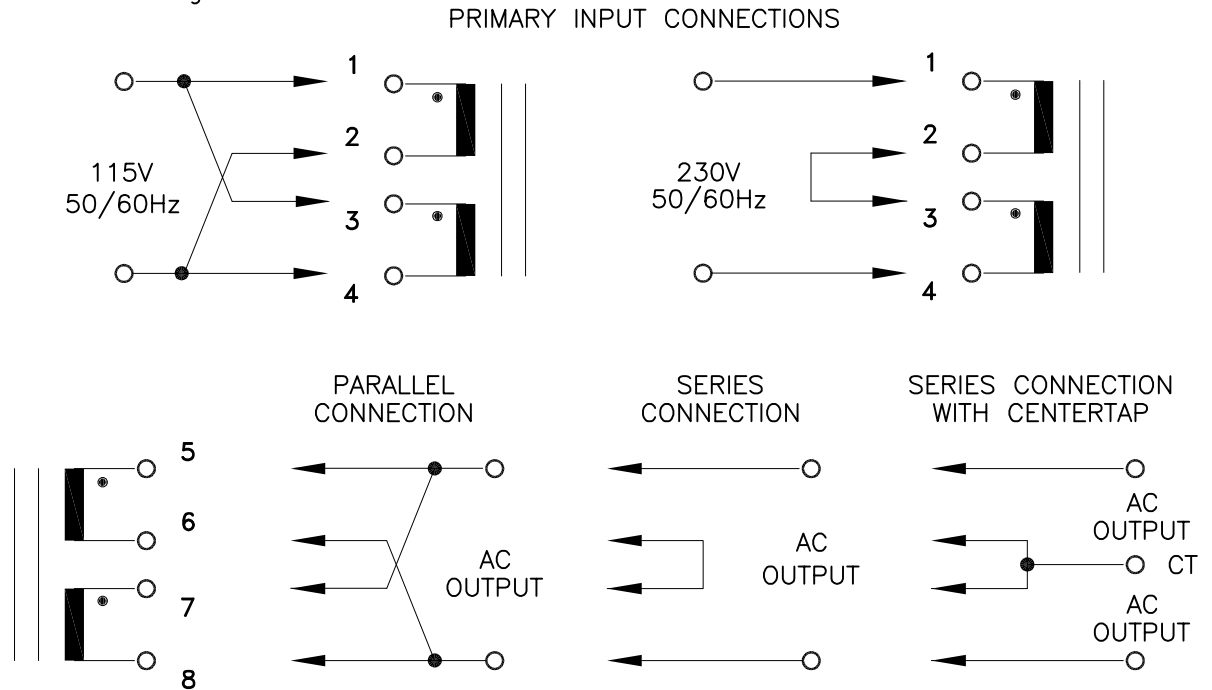 PRIMARY INPUT CONNECTIONS
115V
50/60Hz
1
2
3
4
230V
50/60Hz
1
2
3
4
5
6
7
8
PARALLEL
CONNECTION
AC
OUTPUT
SERIES
CONNECTION
AC
OUTPUT
SERIES CONNECTION
WITH CENTERTAP
AC
OUTPUT
CT
AC
OUTPUT